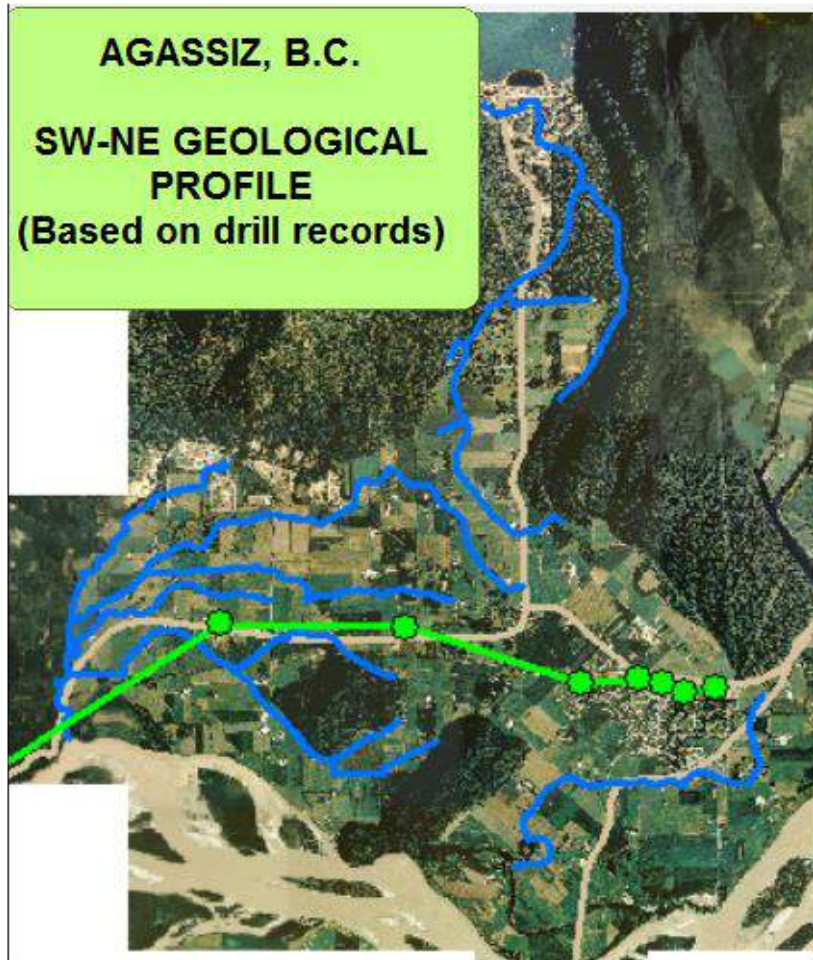 AGASSIZ, B.C.
SW-NE GEOLOGICAL
PROFILE
(Based on drill records)